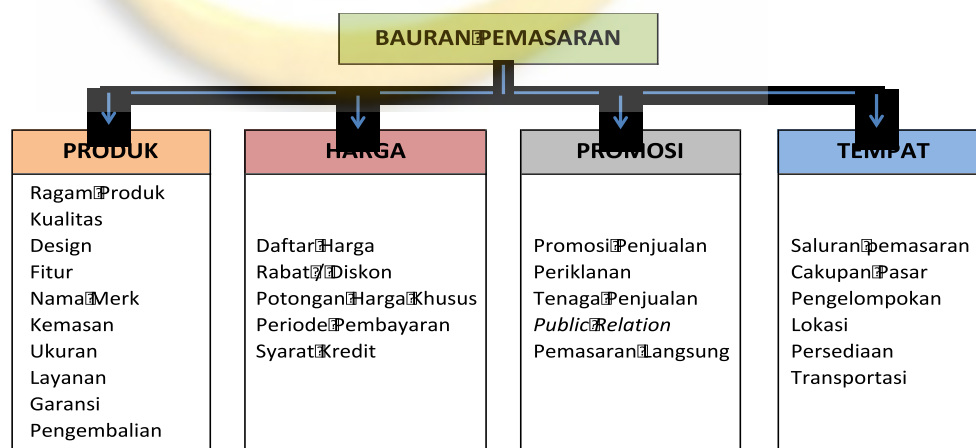 BAURAN PEMASARAN
PRODUK
Ragam Produk
Kualitas
Design
Fitur
Nama Merk
Kemasan
Ukuran
Layanan
Garansi
Pengembalian
HARGA
Daftar Harga
Rabat / Diskon
Potongan Harga Khusus
Periode Pembayaran
Syarat Kredit
PROMOSI
Promosi Penjualan
Periklanan
Tenaga Penjualan
Public Relation
Pemasaran Langsung
TEMPAT
Saluran pemasaran
Cakupan Pasar
Pengelompokan
Lokasi
Persediaan
Transportasi